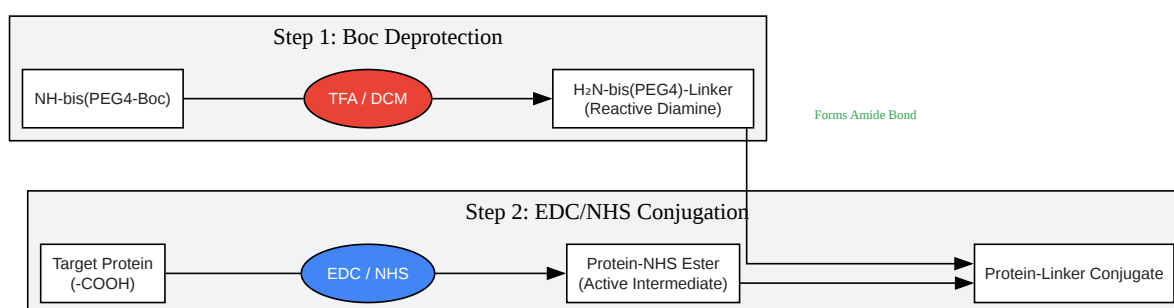 Step 1: Boc Deprotection
NH-bis(PEG4-Boc)
TFA / DCM
H₂N-bis(PEG4)-Linker
(Reactive Diamine)
Forms Amide Bond
Step 2: EDC/NHS Conjugation
Target Protein
(-COOH)
EDC / NHS
Protein-NHS Ester
(Active Intermediate)
Protein-Linker Conjugate